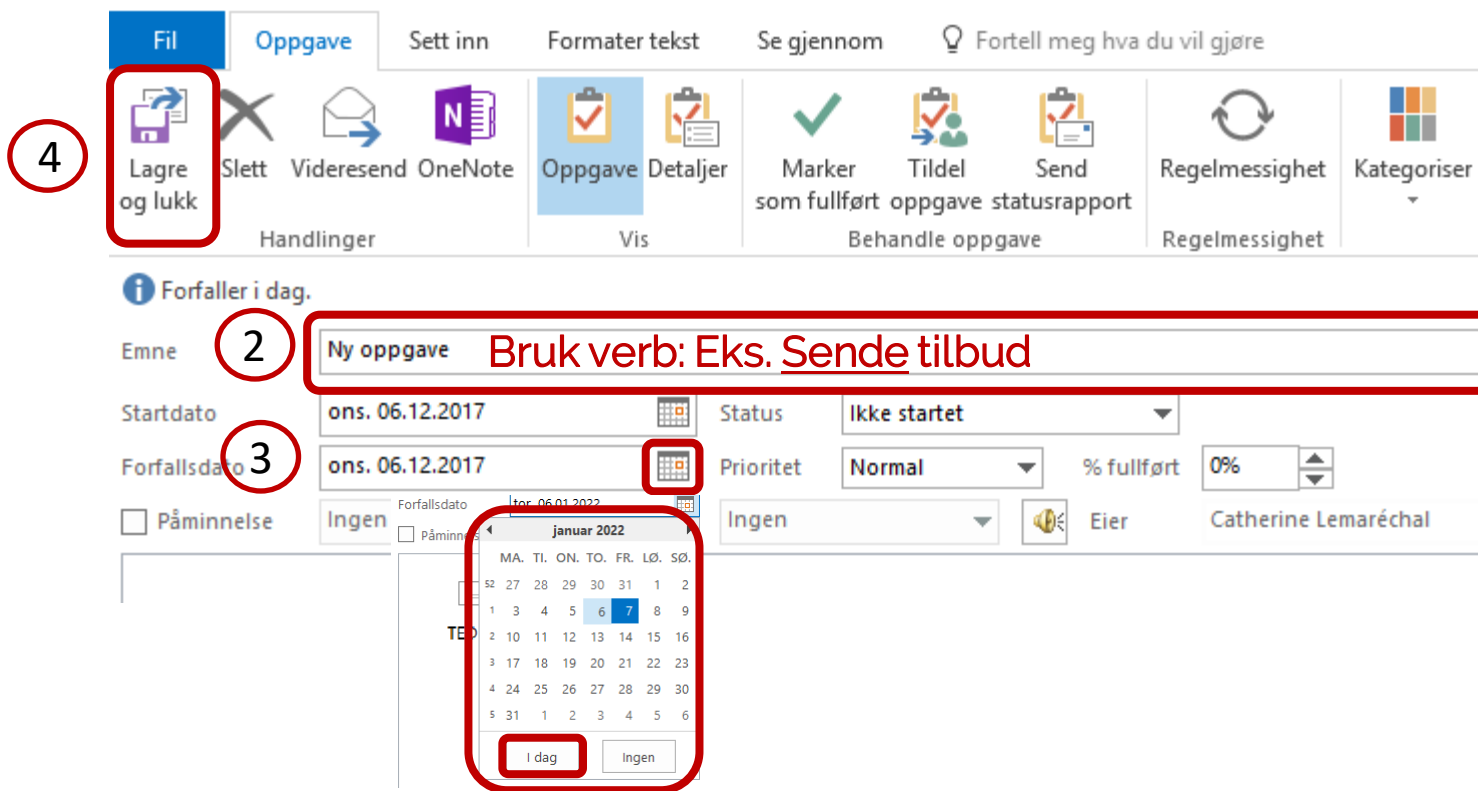 Fil Oppgave Sett inn Formater tekst Se gjennom Fortell meg hva du vil gjøre
4
Lagre og lukk
Slett
Videresend
OneNote
Oppgave
Detaljer
Marker som fullført
Tildel oppgave
Send statusrapport
Regelmessighet
Kategoriser
Handlinger Vis Behandle oppgave Regelmessighet
Forfaller i dag.
Emne 2 Ny oppgave Bruk verb: Eks. Sende tilbud
Startdato ons. 06.12.2017 Status Ikke startet
Forfallsdato 3 ons. 06.12.2017 Prioritet Normal % fullført 0%
Påminnelse Ingen Ingen Eier Catherine Lemaréchal
Forfallsdato tor. 06.01.2022
januar 2022
MA. TI. ON. TO. FR. LØ. SØ.
52 27 28 29 30 31 1 2
1 3 4 5 6 7 8 9
2 10 11 12 13 14 15 16
3 17 18 19 20 21 22 23
4 24 25 26 27 28 29 30
5 31 1 2 3 4 5 6
I dag Ingen